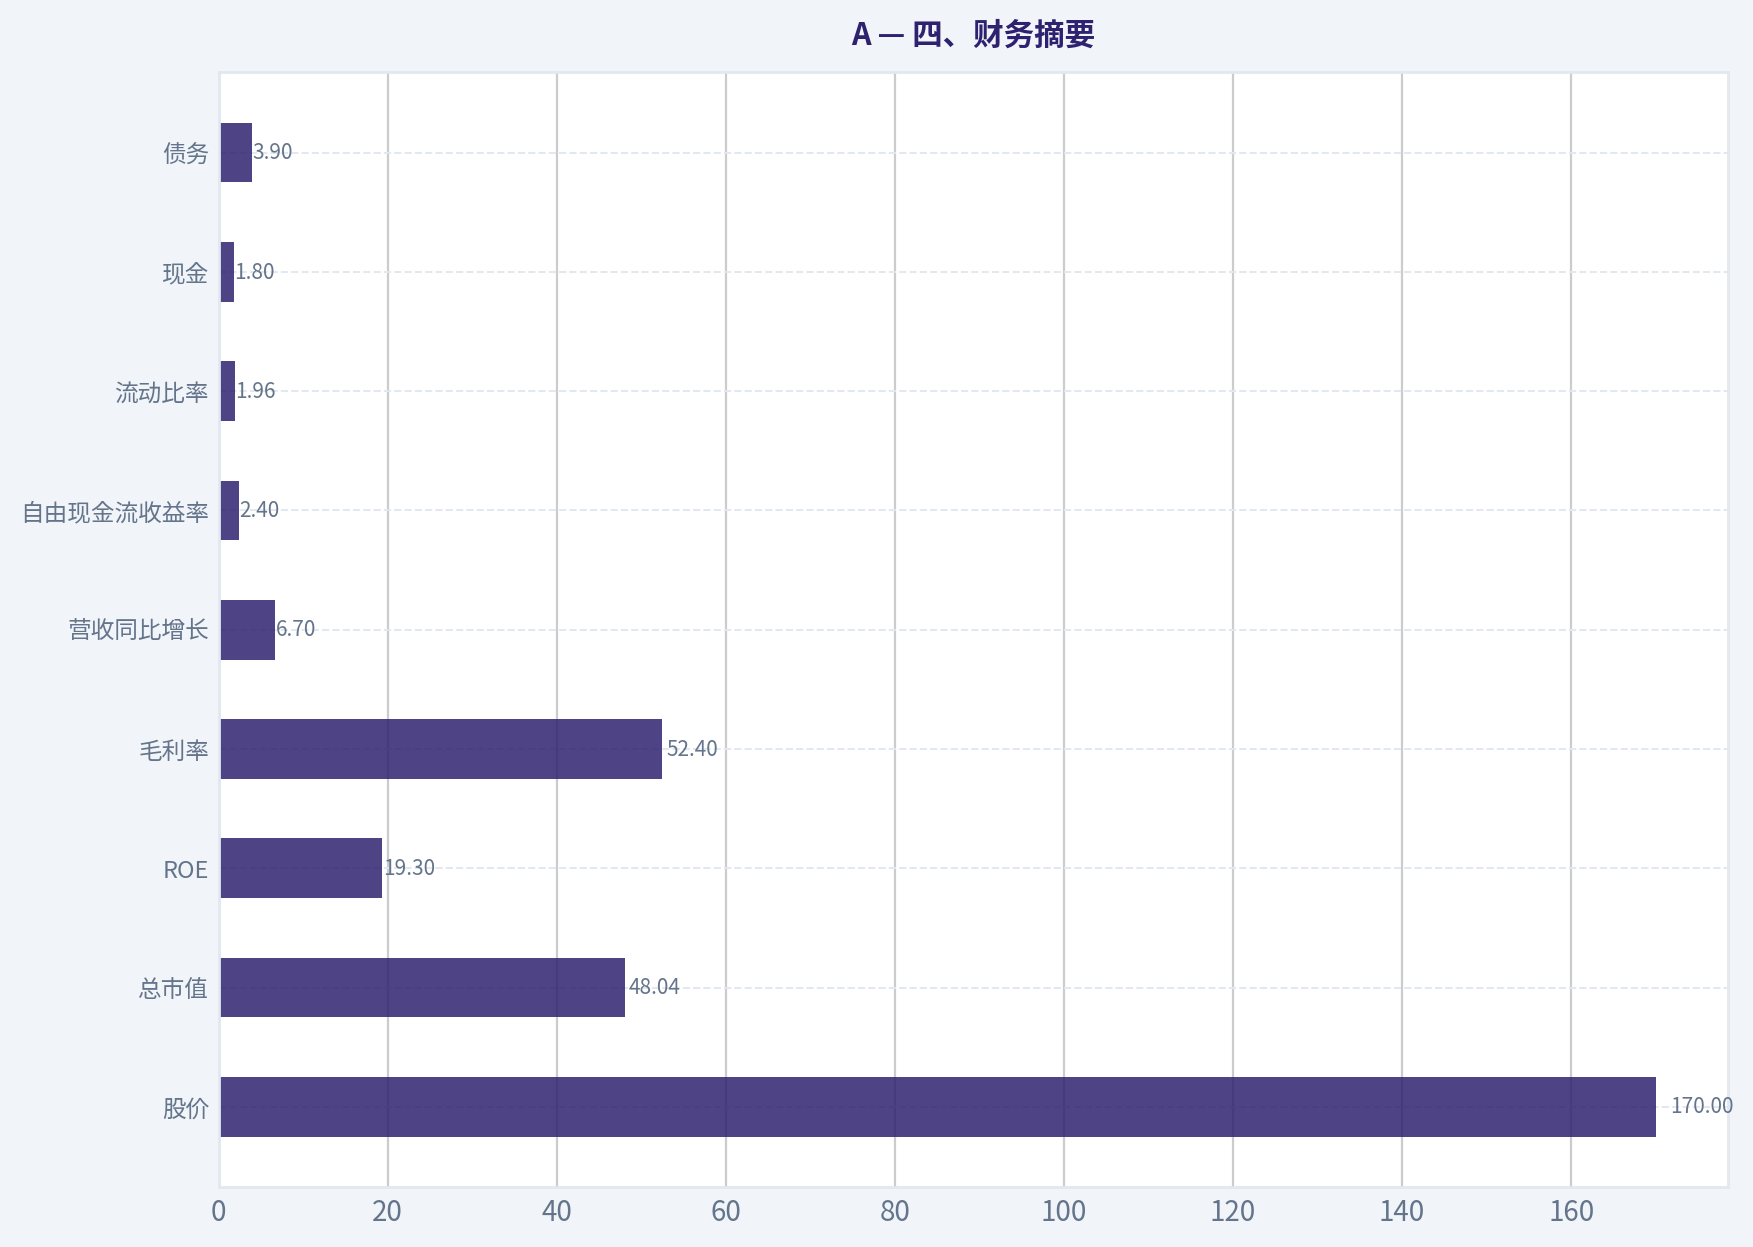 A — 四、财务摘要
债务 3.90
现金 1.80
流动比率 1.96
自由现金流收益率 2.40
营收同比增长 6.70
毛利率 52.40
ROE 19.30
总市值 48.04
股价 170.00
0 20 40 60 80 100 120 140 160